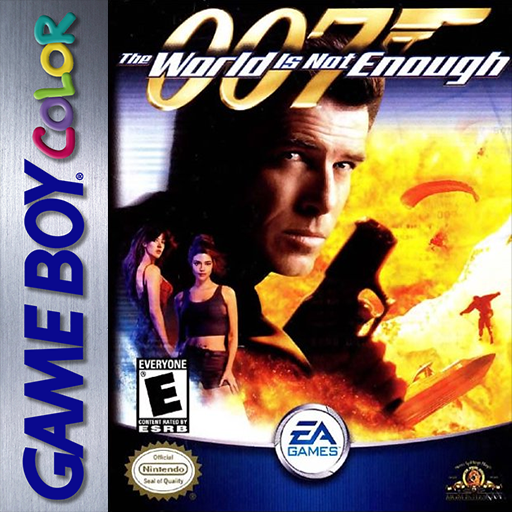 GAME BOY COLOR
007
The World Is Not Enough
EVERYONE
E
CONTENT RATED BY
ESRB
EA
GAMES
Official
Nintendo
Seal of Quality